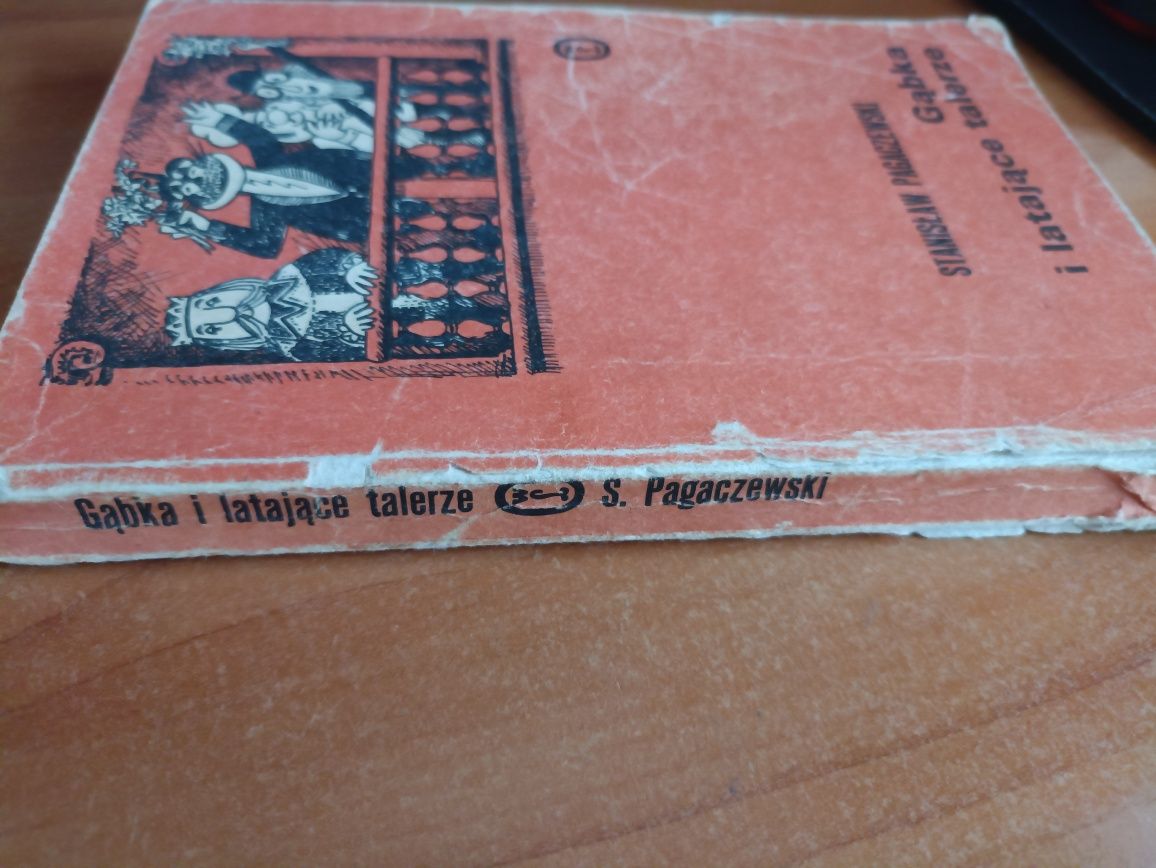 STANISŁAW PAGACZEWSKI
Gąbka
i latające talerze
Gąbka i latające talerze S. Pagaczewski